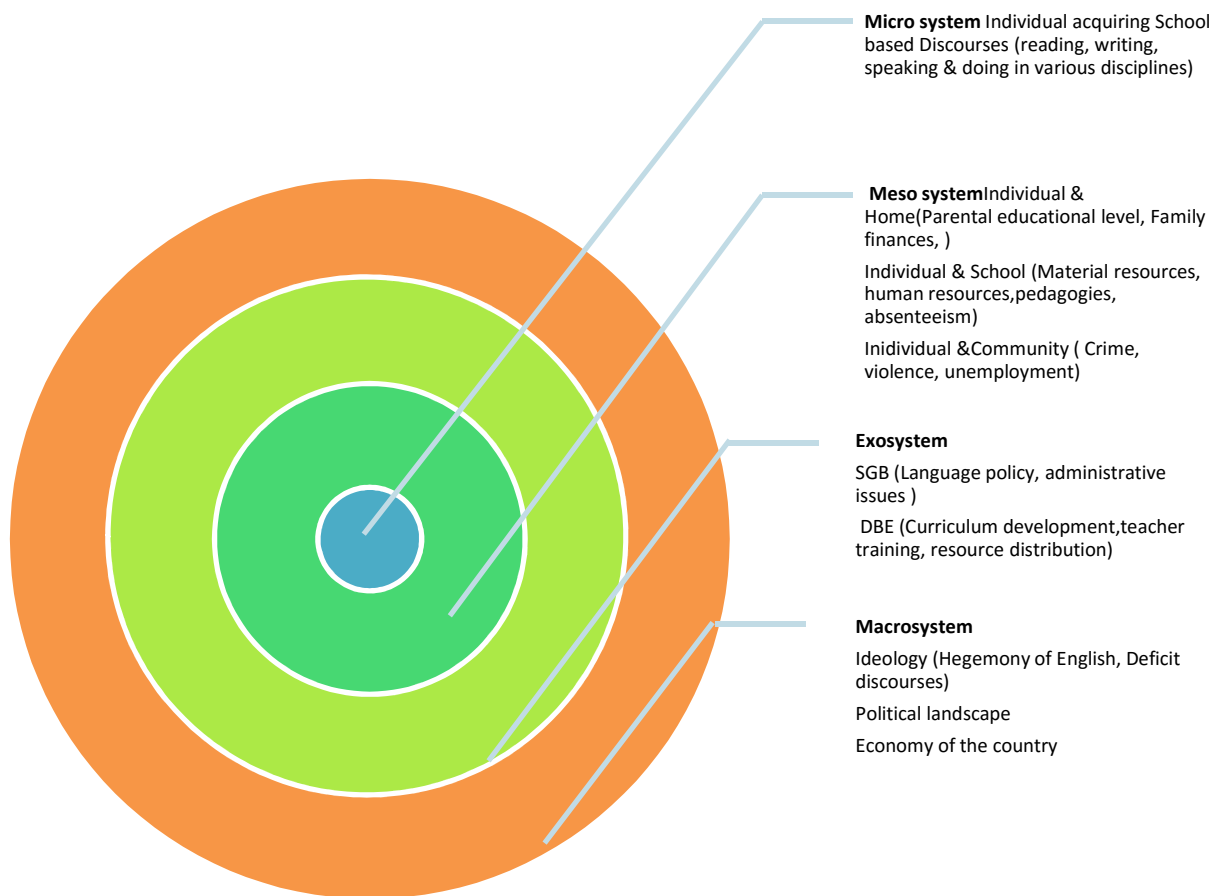 Micro system Individual acquiring School
based Discourses (reading, writing,
speaking & doing in various disciplines)
Meso systemIndividual &
Home(Parental educational level, Family
finances, )
Individual & School (Material resources,
human resources,pedagogies,
absenteeism)
Inidividual &Community ( Crime,
violence, unemployment)
Exosystem
SGB (Language policy, administrative
issues )
DBE (Curriculum development,teacher
training, resource distribution)
Macrosystem
Ideology (Hegemony of English, Deficit
discourses)
Political landscape
Economy of the country